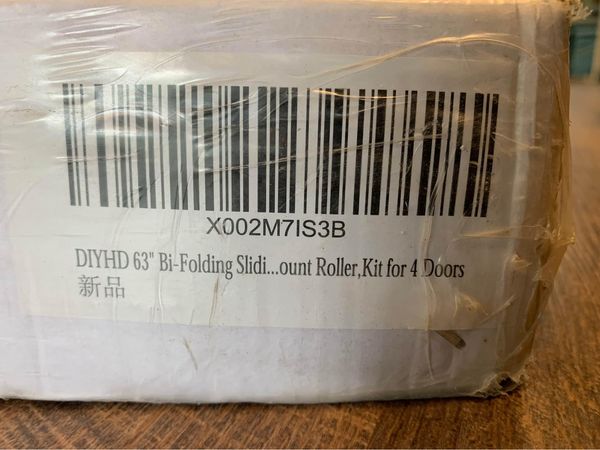 X002M7IS3B
DIYHD 63" Bi-Folding Slidi...ount Roller,Kit for 4 Doors
新品